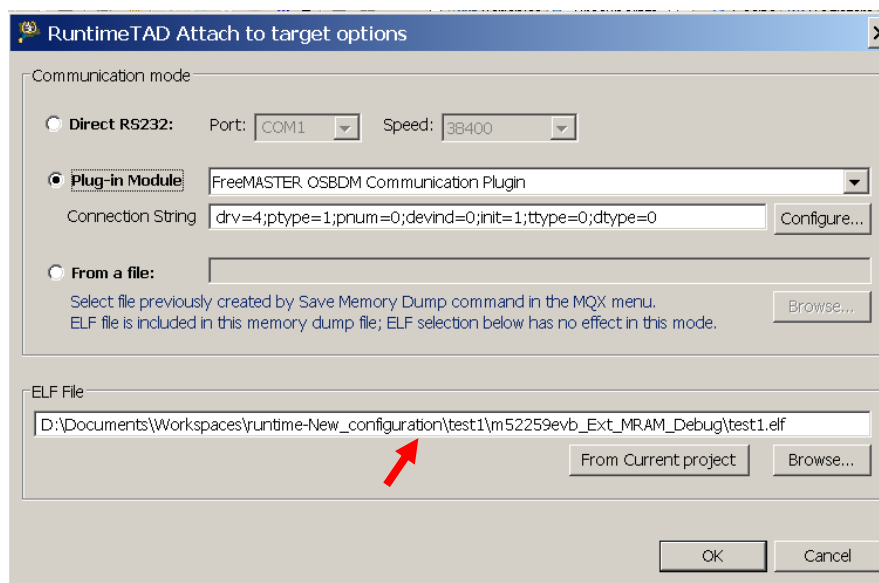 RuntimeTAD Attach to target options
Communication mode
Direct RS232: Port: COM1 Speed: 38400
Plug-in Module FreeMASTER OSBDM Communication Plugin
Connection String drv=4;ptype=1;pnum=0;devind=0;init=1;ttype=0;dtype=0 Configure...
From a file:
Select file previously created by Save Memory Dump command in the MQX menu. Browse...
ELF file is included in this memory dump file; ELF selection below has no effect in this mode.
ELF File
D:\Documents\Workspaces\runtime-New_configuration\test1\m52259evb_Ext_MRAM_Debug\test1.elf
From Current project Browse...
OK Cancel